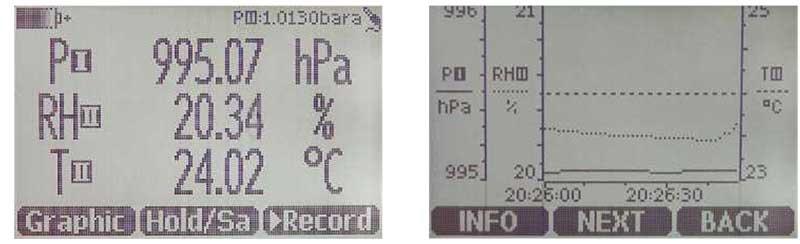 PII:1.0130bara
PI 995.07 hPa
RHII 20.34 %
TII 24.02 °C
Graphic Hold/Sa ▶Record
996 21 25
PI RHII TII
hPa % °C
995 20 23
20:26:00 20:26:30
INFO NEXT BACK